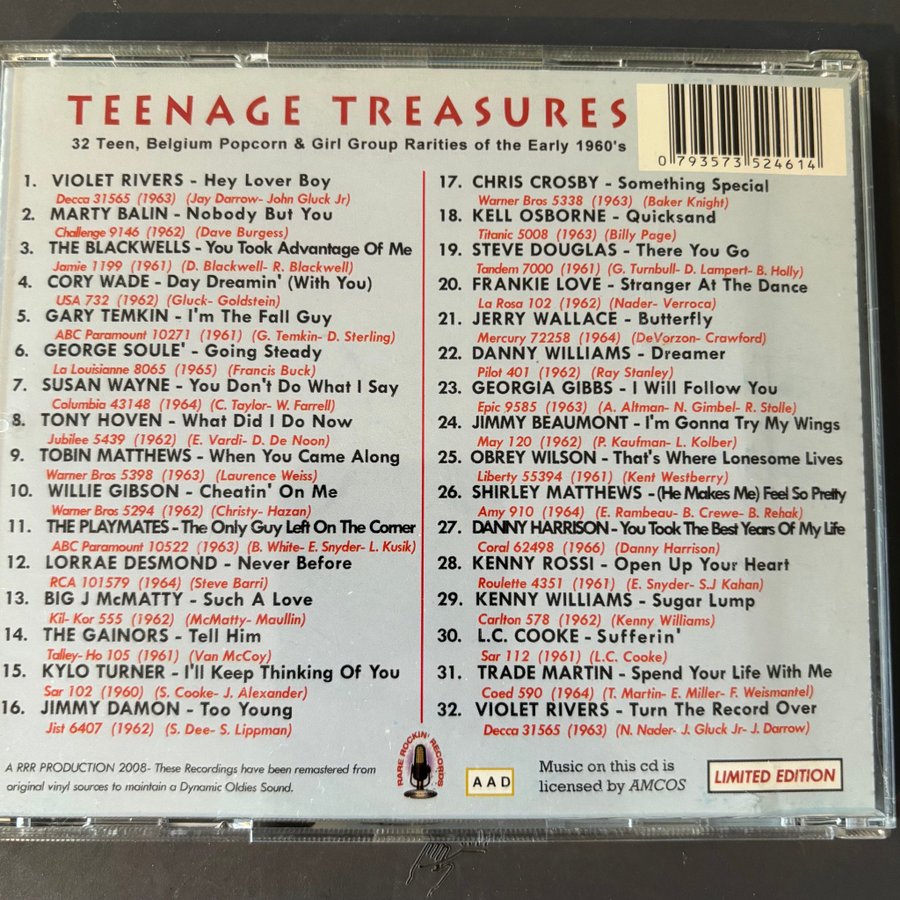 TEENAGE TREASURES
32 Teen, Belgium Popcorn & Girl Group Rarities of the Early 1960's
0 793573 524614
1. VIOLET RIVERS - Hey Lover Boy
Decca 31565 (1963) (Jay Darrow- John Gluck Jr)
2. MARTY BALIN - Nobody But You
Challenge 9146 (1962) (Dave Burgess)
3. THE BLACKWELLS - You Took Advantage Of Me
Jamie 1199 (1961) (D. Blackwell- R. Blackwell)
4. CORY WADE - Day Dreamin' (With You)
USA 732 (1962) (Gluck- Goldstein)
5. GARY TEMKIN - I'm The Fall Guy
ABC Paramount 10271 (1961) (G. Temkin- D. Sterling)
6. GEORGE SOULE' - Going Steady
La Louisianne 8065 (1965) (Francis Buck)
7. SUSAN WAYNE - You Don't Do What I Say
Columbia 43148 (1964) (C. Taylor- W. Farrell)
8. TONY HOVEN - What Did I Do Now
Jubilee 5439 (1962) (E. Vardi- D. De Noon)
9. TOBIN MATTHEWS - When You Came Along
Warner Bros 5398 (1963) (Laurence Weiss)
10. WILLIE GIBSON - Cheatin' On Me
Warner Bros 5294 (1962) (Christy- Hazan)
11. THE PLAYMATES - The Only Guy Left On The Corner
ABC Paramount 10522 (1963) (B. White- E. Snyder- L. Kusik)
12. LORRAE DESMOND - Never Before
RCA 101579 (1964) (Steve Barri)
13. BIG J McMATTY - Such A Love
Kil- Kor 555 (1962) (McMatty- Maullin)
14. THE GAINORS - Tell Him
Talley- Ho 105 (1961) (Van McCoy)
15. KYLO TURNER - I'll Keep Thinking Of You
Sar 102 (1960) (S. Cooke- J. Alexander)
16. JIMMY DAMON - Too Young
Jist 6407 (1962) (S. Dee- S. Lippman)
17. CHRIS CROSBY - Something Special
Warner Bros 5338 (1963) (Baker Knight)
18. KELL OSBORNE - Quicksand
Titanic 5008 (1963) (Billy Page)
19. STEVE DOUGLAS - There You Go
Tandem 7000 (1961) (G. Turnbull- D. Lampert- B. Holly)
20. FRANKIE LOVE - Stranger At The Dance
La Rosa 102 (1962) (Nader- Verroca)
21. JERRY WALLACE - Butterfly
Mercury 72258 (1964) (DeVorzon- Crawford)
22. DANNY WILLIAMS - Dreamer
Pilot 401 (1962) (Ray Stanley)
23. GEORGIA GIBBS - I Will Follow You
Epic 9585 (1963) (A. Altman- N. Gimbel- R. Stolle)
24. JIMMY BEAUMONT - I'm Gonna Try My Wings
May 120 (1962) (P. Kaufman- L. Kolber)
25. OBREY WILSON - That's Where Lonesome Lives
Liberty 55394 (1961) (Kent Westberry)
26. SHIRLEY MATTHEWS - (He Makes Me) Feel So Pretty
Amy 910 (1964) (E. Rambeau- B. Crewe- B. Rehak)
27. DANNY HARRISON - You Took The Best Years Of My Life
Coral 62498 (1966) (Danny Harrison)
28. KENNY ROSSI - Open Up Your Heart
Roulette 4351 (1961) (E. Snyder- S.J Kahan)
29. KENNY WILLIAMS - Sugar Lump
Carlton 578 (1962) (Kenny Williams)
30. L.C. COOKE - Sufferin'
Sar 112 (1961) (L.C. Cooke)
31. TRADE MARTIN - Spend Your Life With Me
Coed 590 (1964) (T. Martin- E. Miller- F. Weismantel)
32. VIOLET RIVERS - Turn The Record Over
Decca 31565 (1963) (N. Nader- J. Gluck Jr- J. Darrow)
A RRR PRODUCTION 2008- These Recordings have been remastered from
original vinyl sources to maintain a Dynamic Oldies Sound.
RARE ROCKIN' RECORDS
AAD
Music on this cd is
licensed by AMCOS
LIMITED EDITION